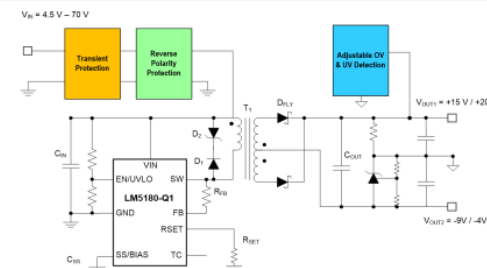 VIN = 4.5 V – 70 V
Transient
Protection
Reverse
Polarity
Protection
Adjustable OV
& UV Detection
T1
DFLY
VOUT1 = +15 V / +20
D2
CIN
VIN
D1
COUT
EN/UVLO
SW
LM5180-Q1
RFB
GND
FB
RSET
RSET
VOUT2 = -9V / -4V
CSS
SS/BIAS
TC